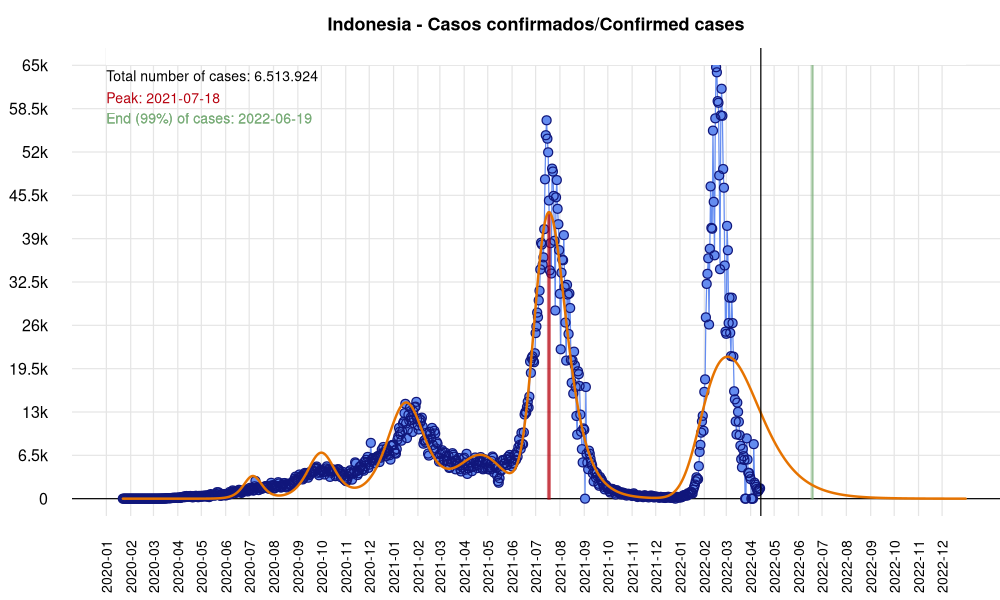 Indonesia - Casos confirmados/Confirmed cases
65k
58.5k
52k
45.5k
39k
32.5k
26k
19.5k
13k
6.5k
0
Total number of cases: 6.513.924
Peak: 2021-07-18
End (99%) of cases: 2022-06-19
2020-01
2020-02
2020-03
2020-04
2020-05
2020-06
2020-07
2020-08
2020-09
2020-10
2020-11
2020-12
2021-01
2021-02
2021-03
2021-04
2021-05
2021-06
2021-07
2021-08
2021-09
2021-10
2021-11
2021-12
2022-01
2022-02
2022-03
2022-04
2022-05
2022-06
2022-07
2022-08
2022-09
2022-10
2022-11
2022-12